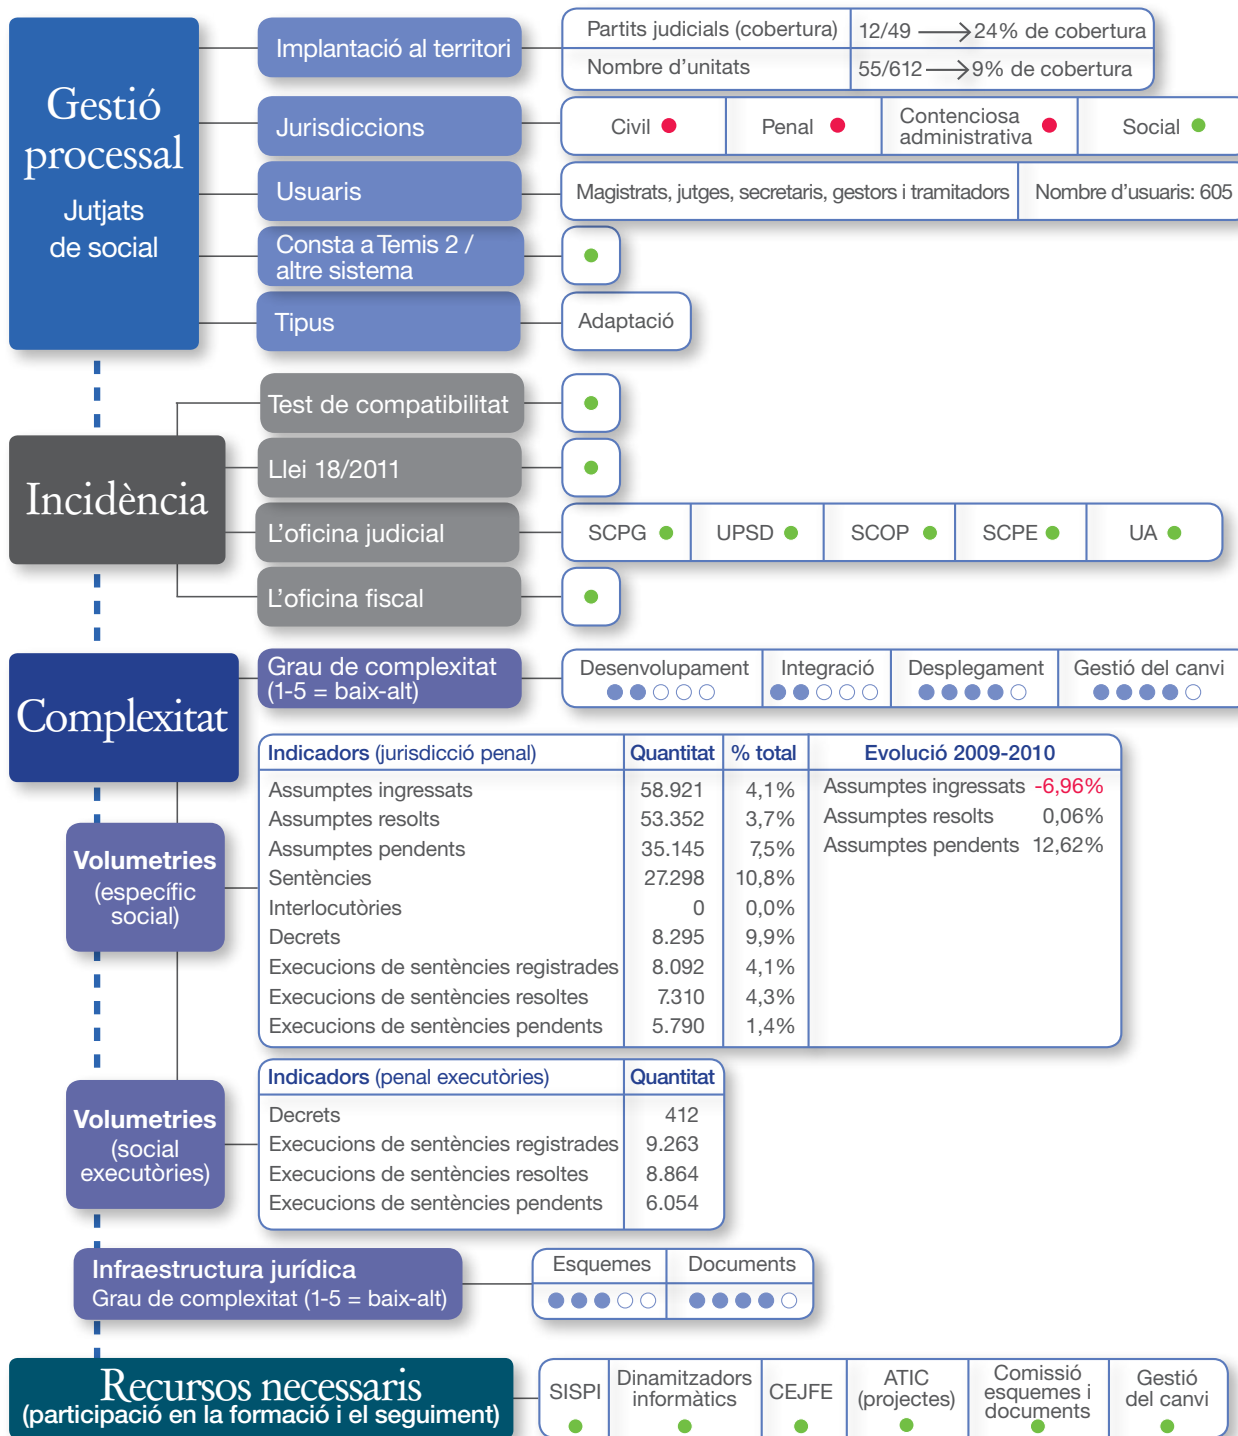 Gestió
processal
Jutjats
de social
Implantació al territori
Partits judicials (cobertura) 12/49 24% de cobertura
Nombre d'unitats 55/612 9% de cobertura
Jurisdiccions
Civil Penal Contenciosa administrativa Social
Usuaris
Magistrats, jutges, secretaris, gestors i tramitadors Nombre d'usuaris: 605
Consta a Temis 2 /
altre sistema
Tipus
Adaptació
Incidència
Test de compatibilitat
Llei 18/2011
L'oficina judicial
SCPG UPSD SCOP SCPE UA
L'oficina fiscal
Complexitat
Grau de complexitat
(1-5 = baix-alt)
Desenvolupament Integració Desplegament Gestió del canvi
Volumetries
(específic
social)
Indicadors (jurisdicció penal) Quantitat % total Evolució 2009-2010
Assumptes ingressats 58.921 4,1% Assumptes ingressats -6,96%
Assumptes resolts 53.352 3,7% Assumptes resolts 0,06%
Assumptes pendents 35.145 7,5% Assumptes pendents 12,62%
Sentències 27.298 10,8%
Interlocutòries 0 0,0%
Decrets 8.295 9,9%
Execucions de sentències registrades 8.092 4,1%
Execucions de sentències resoltes 7.310 4,3%
Execucions de sentències pendents 5.790 1,4%
Volumetries
(social
executòries)
Indicadors (penal executòries) Quantitat
Decrets 412
Execucions de sentències registrades 9.263
Execucions de sentències resoltes 8.864
Execucions de sentències pendents 6.054
Infraestructura jurídica
Grau de complexitat (1-5 = baix-alt)
Esquemes Documents
Recursos necessaris
(participació en la formació i el seguiment)
SISPI
Dinamitzadors
informàtics
CEJFE
ATIC
(projectes)
Comissió
esquemes i
documents
Gestió
del canvi